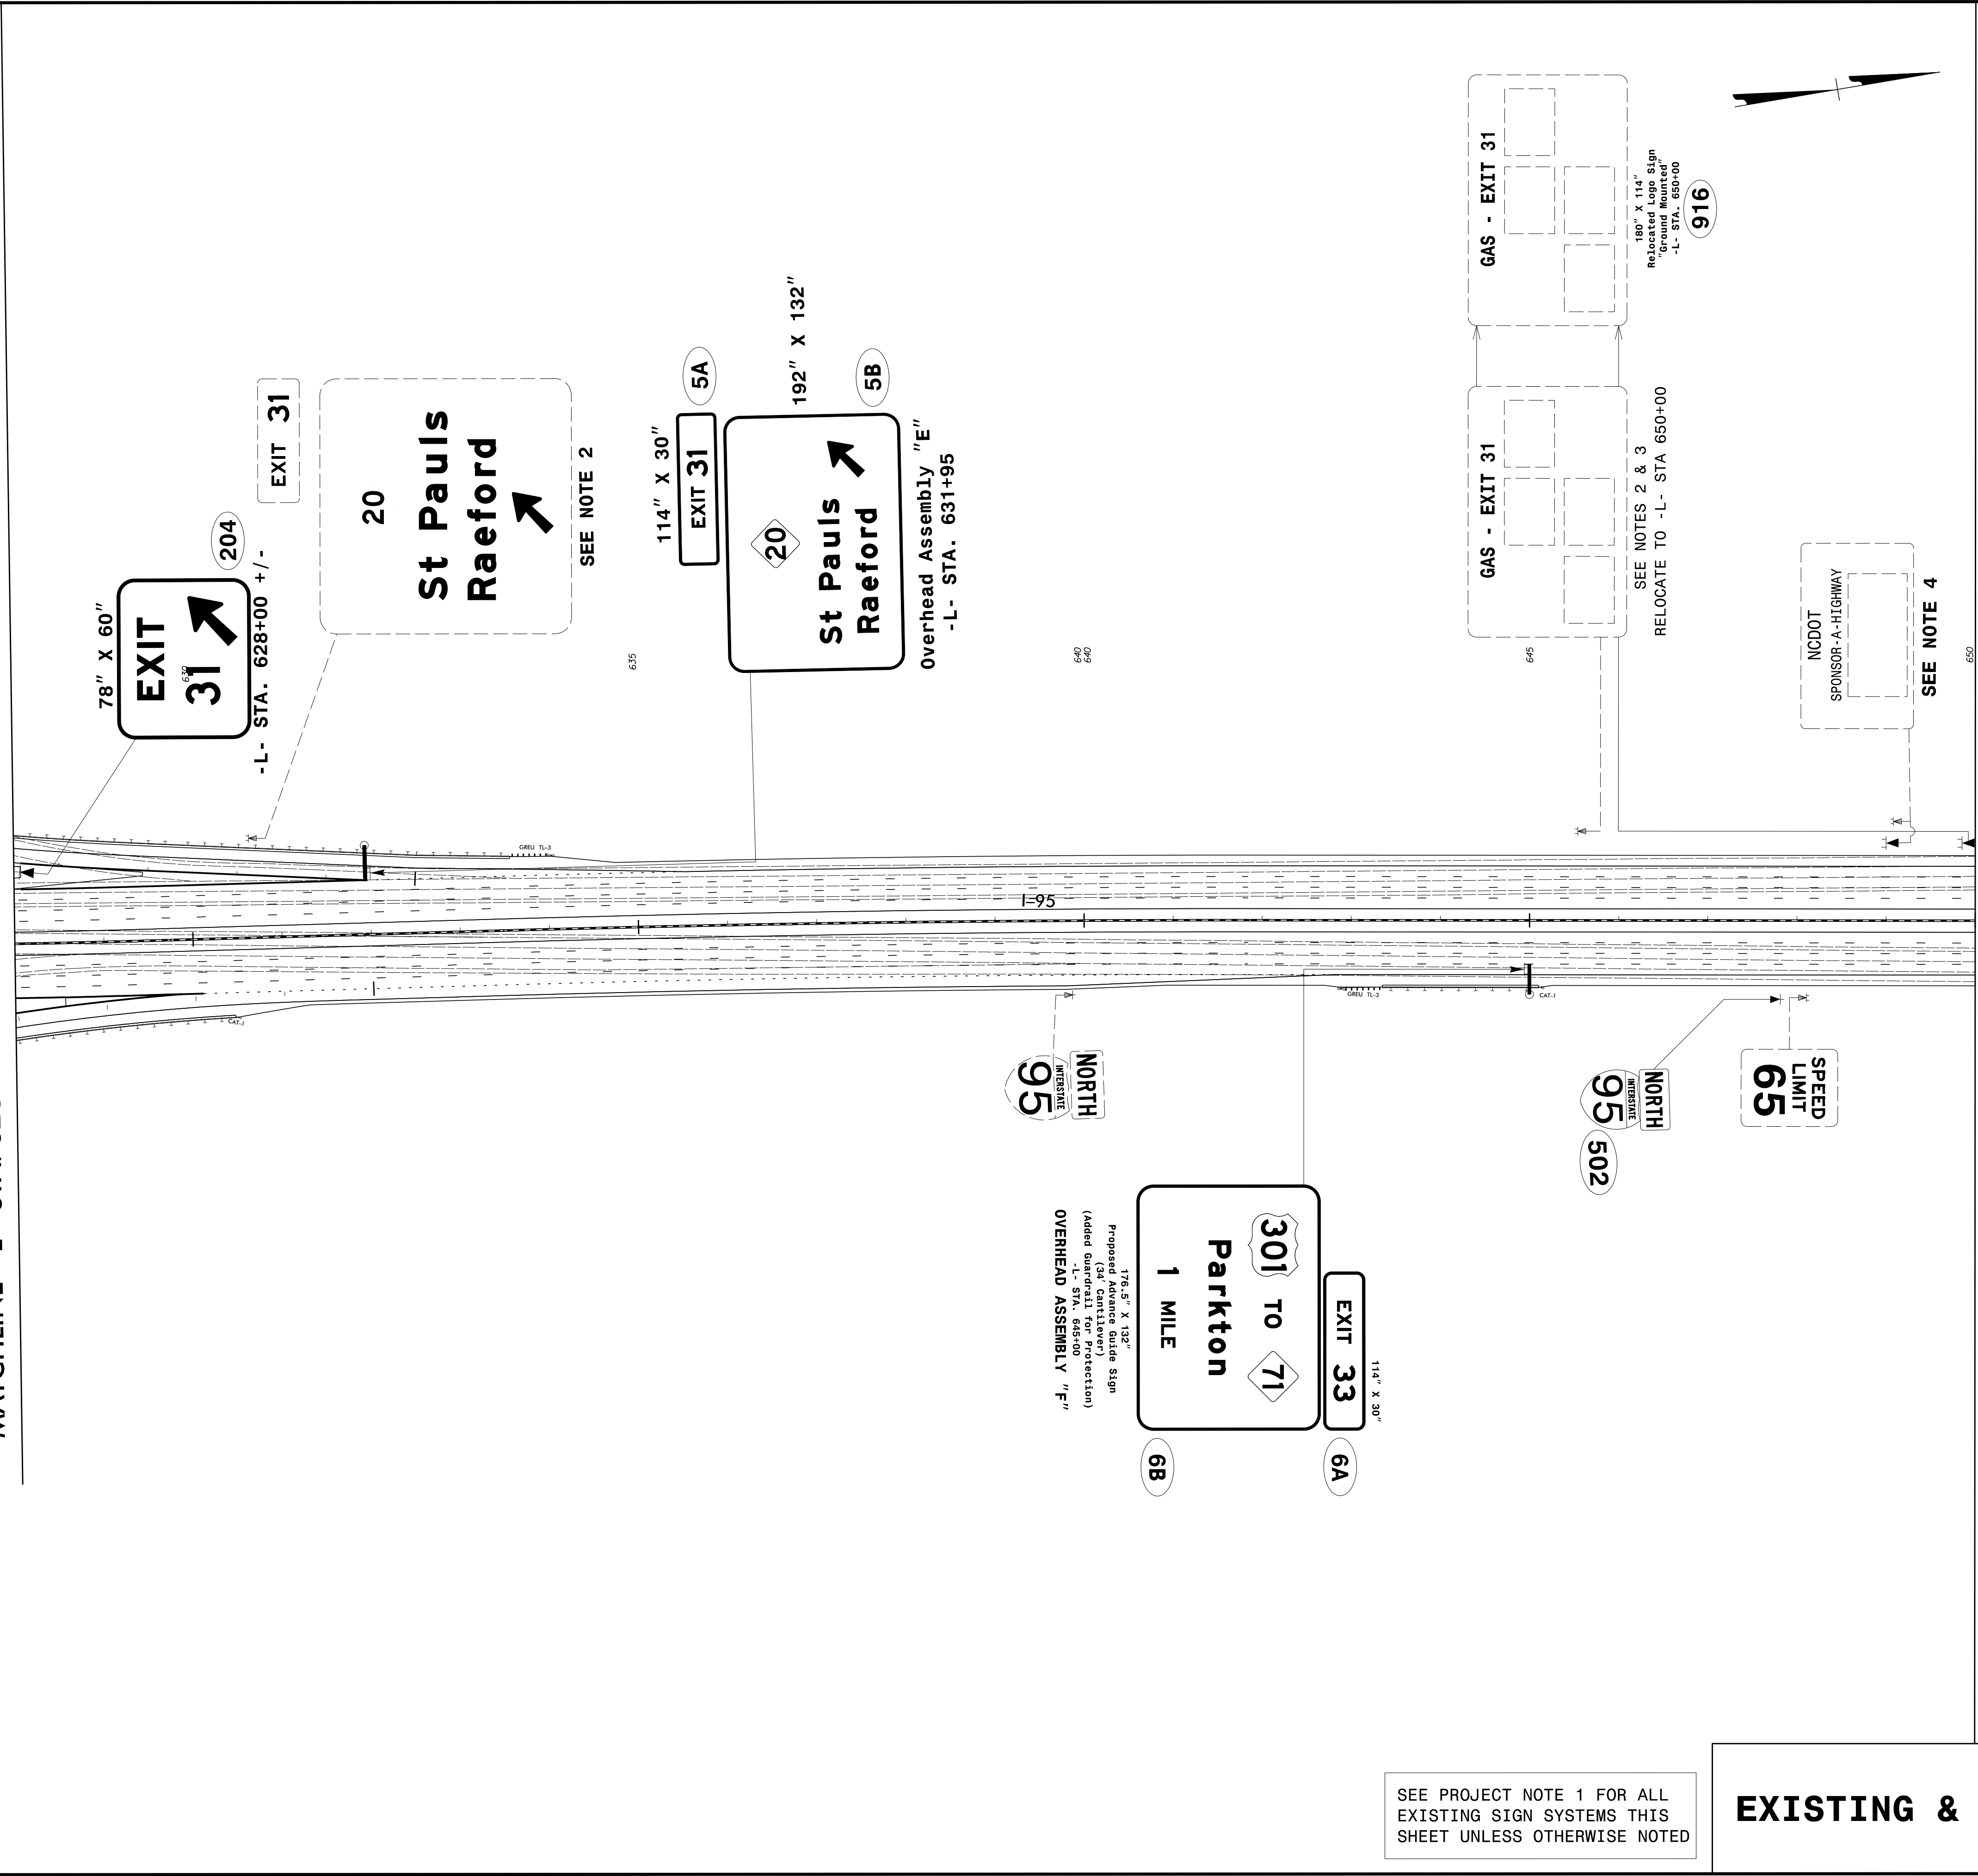 78" X 60"
EXIT
31
630
204
-L- STA. 628+00 +/-
EXIT 31
20
St Pauls
Raeford
SEE NOTE 2
635
114" X 30"
5A
EXIT 31
192" X 132"
5B
20
St Pauls
Raeford
Overhead Assembly "E"
-L- STA. 631+95
640
640
GAS - EXIT 31
180" X 114"
Relocated Logo Sign
"Ground Mounted"
-L- STA. 650+00
916
GAS - EXIT 31
SEE NOTES 2 & 3
RELOCATE TO -L- STA 650+00
645
NCDOT
SPONSOR-A-HIGHWAY
SEE NOTE 4
650
GREU TL-3
I-95
GREU TL-3
CAT-1
CAT-1
NORTH
INTERSTATE
95
NORTH
INTERSTATE
95
502
SPEED
LIMIT
65
114" X 30"
EXIT 33
6A
301 TO 71
Parkton
1 MILE
6B
176.5" X 132"
Proposed Advance Guide Sign
(34' Cantilever)
(Added Guardrail for Protection)
-L- STA. 645+00
OVERHEAD ASSEMBLY "F"
SEE PROJECT NOTE 1 FOR ALL
EXISTING SIGN SYSTEMS THIS
SHEET UNLESS OTHERWISE NOTED
EXISTING &